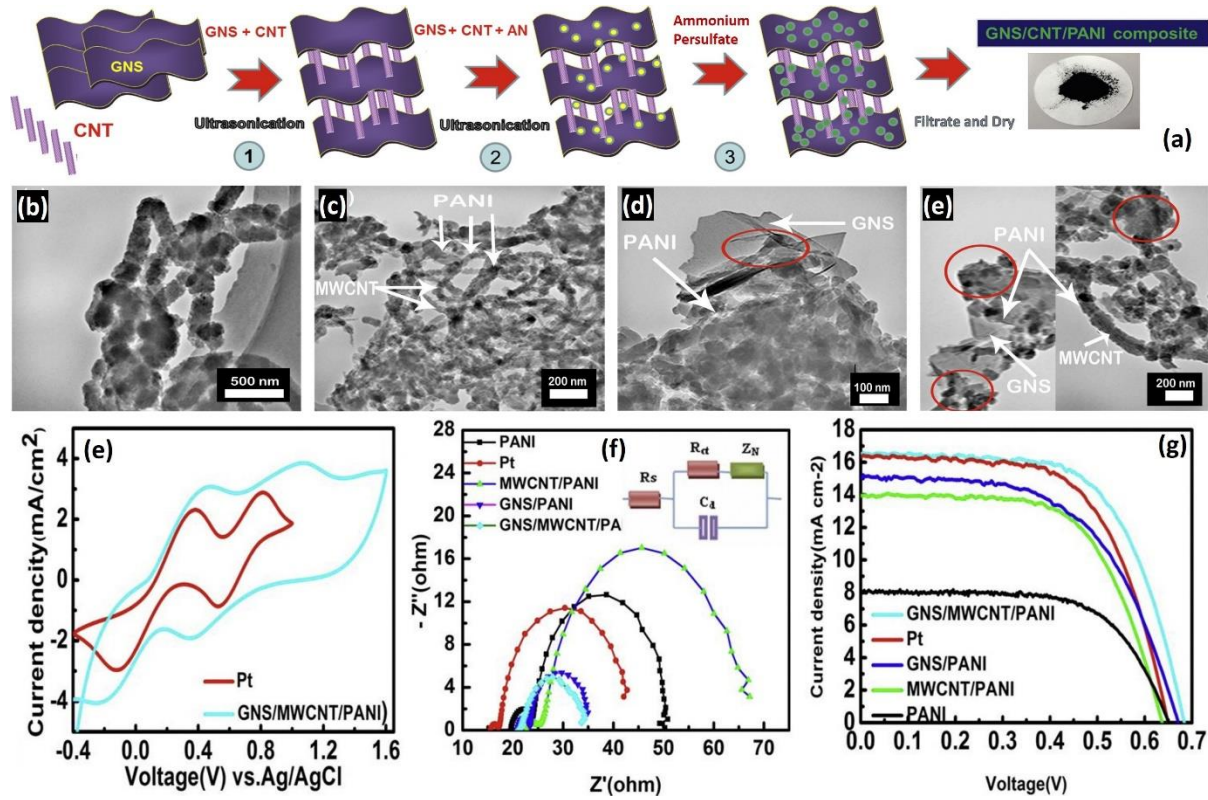 GNS + CNT
GNS + CNT + AN
Ammonium
Persulfate
GNS/CNT/PANI composite
GNS
CNT
Ultrasonication
Ultrasonication
Filtrate and Dry
(a)
1
2
3
(b)
500 nm
(c)
PANI
MWCNT
200 nm
(d)
GNS
PANI
100 nm
(e)
PANI
MWCNT
GNS
200 nm
(e)
Current dencity(mA/cm2)
4
2
0
-2
-4
Pt
GNS/MWCNT/PANI)
-0.4 0.0 0.4 0.8 1.2 1.6
Voltage(V) vs.Ag/AgCl
(f)
- Z''(ohm)
28
24
20
16
12
8
4
0
PANI
Pt
MWCNT/PANI
GNS/PANI
GNS/MWCNT/PA
Rs
Rct
ZN
Cd
10 20 30 40 50 60 70
Z'(ohm)
(g)
Current density(mA cm-2)
18
16
14
12
10
8
6
4
2
0
GNS/MWCNT/PANI
Pt
GNS/PANI
MWCNT/PANI
PANI
0.0 0.1 0.2 0.3 0.4 0.5 0.6 0.7
Voltage(V)